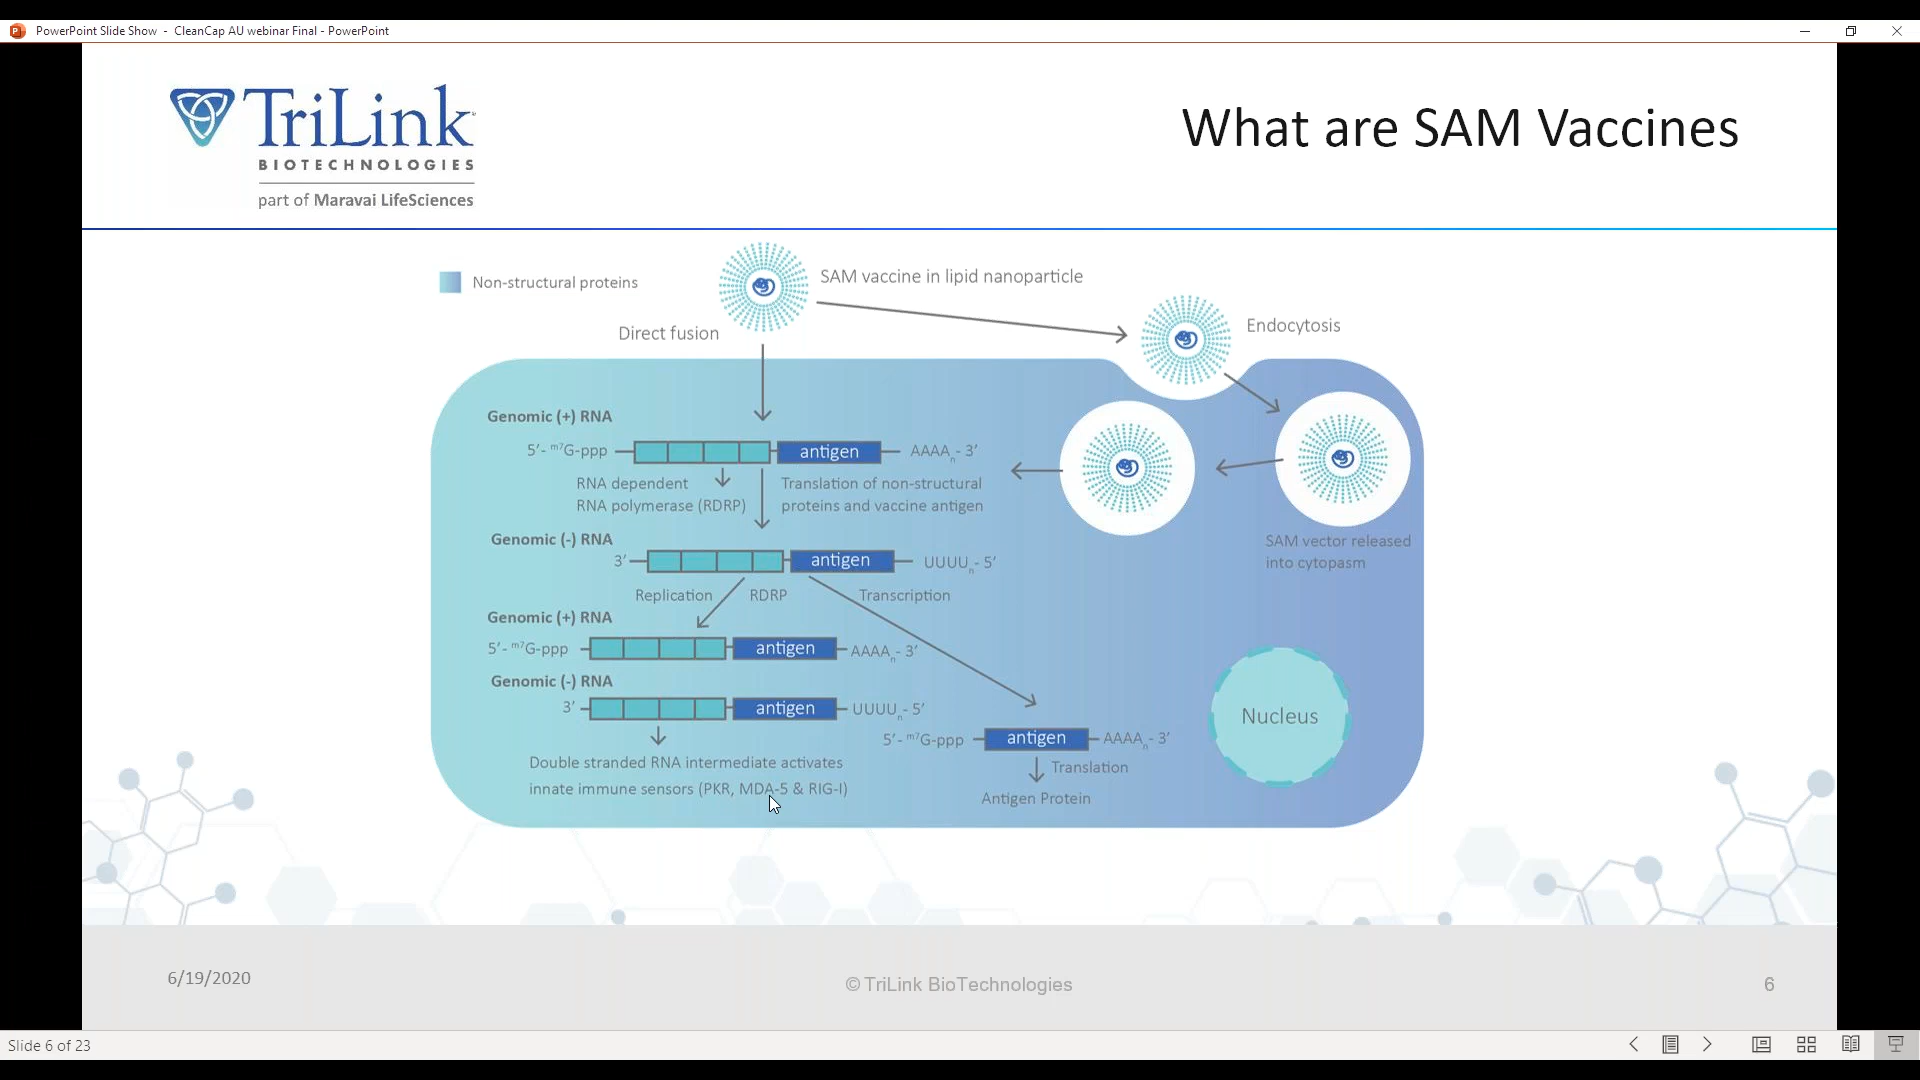 PowerPoint Slide Show - CleanCap AU webinar Final - PowerPoint
TriLink
BIOTECHNOLOGIES
part of Maravai LifeSciences
What are SAM Vaccines
Non-structural proteins
SAM vaccine in lipid nanoparticle
Direct fusion
Endocytosis
Genomic (+) RNA
5’- m7G-ppp antigen AAAAn- 3’
RNA dependent
RNA polymerase (RDRP)
Translation of non-structural
proteins and vaccine antigen
SAM vector released
into cytopasm
Genomic (-) RNA
3’ antigen UUUUn- 5’
Replication RDRP Transcription
Genomic (+) RNA
5’- m7G-ppp antigen AAAAn- 3’
Genomic (-) RNA
3’ antigen UUUUn- 5’
Double stranded RNA intermediate activates
innate immune sensors (PKR, MDA-5 & RIG-I)
5’- m7G-ppp antigen AAAAn- 3’
Translation
Antigen Protein
Nucleus
6/19/2020
© TriLink BioTechnologies
6
Slide 6 of 23